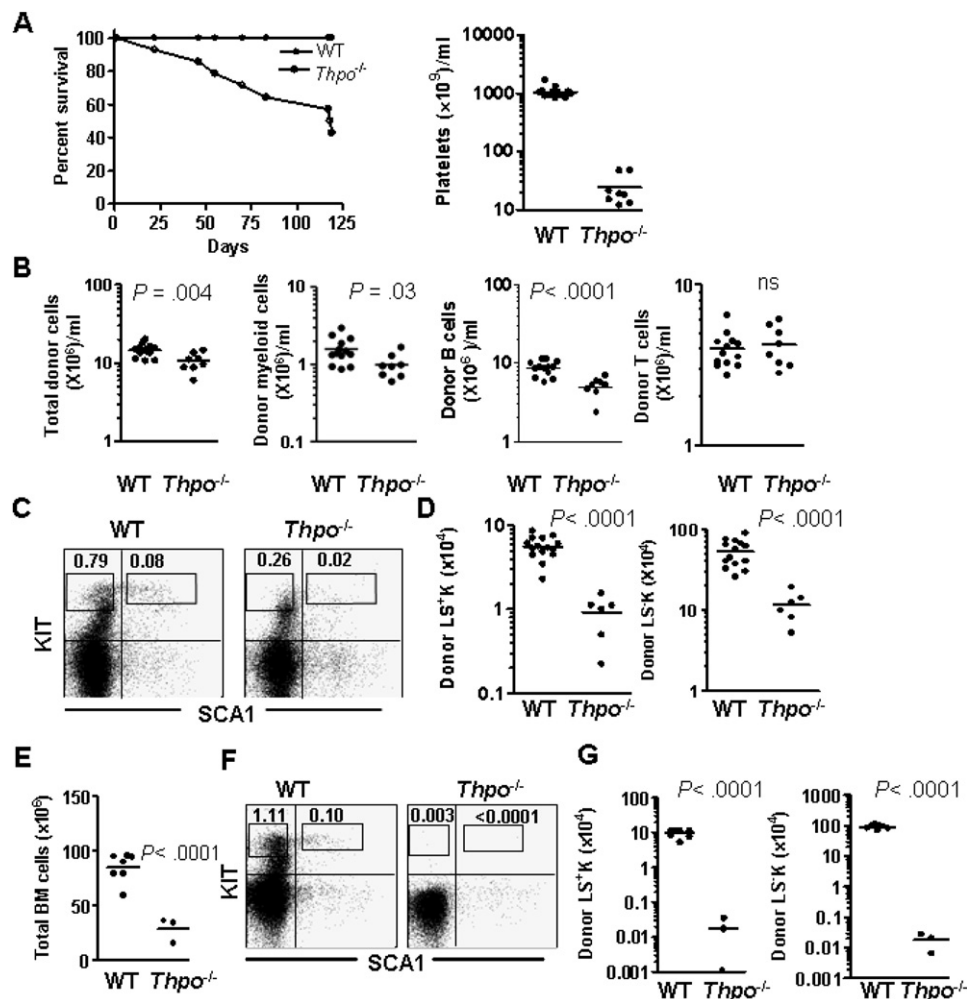 A
Percent survival
100
80
60
40
20
0
0 25 50 75 100 125
Days
WT
Thpo-/-
Platelets (×10⁹)/ml
10000
1000
100
10
WT Thpo-/-
B
Total donor cells (X10⁶)/ml
100
10
1
P = .004
WT Thpo-/-
Donor myeloid cells (X10⁶)/ml
10
1
0.1
P = .03
WT Thpo-/-
Donor B cells (X10⁶)/ml
100
10
1
P< .0001
WT Thpo-/-
Donor T cells (X10⁶)/ml
10
1
ns
WT Thpo-/-
C
WT Thpo-/-
0.79 0.08
0.26 0.02
KIT
SCA1
D
Donor LS⁺K (x10⁴)
10
1
0.1
P< .0001
WT Thpo-/-
Donor LS-K (X10⁴)
100
10
1
P< .0001
WT Thpo-/-
E
Total BM cells (x10⁶)
150
100
50
0
P< .0001
WT Thpo-/-
F
WT Thpo-/-
1.11 0.10
0.003 <0.0001
KIT
SCA1
G
Donor LS⁺K (×10⁴)
100
10
1
0.1
0.01
0.001
P< .0001
WT Thpo-/-
Donor LS-K (×10⁴)
1000
100
10
1
0.1
0.01
0.001
P< .0001
WT Thpo-/-